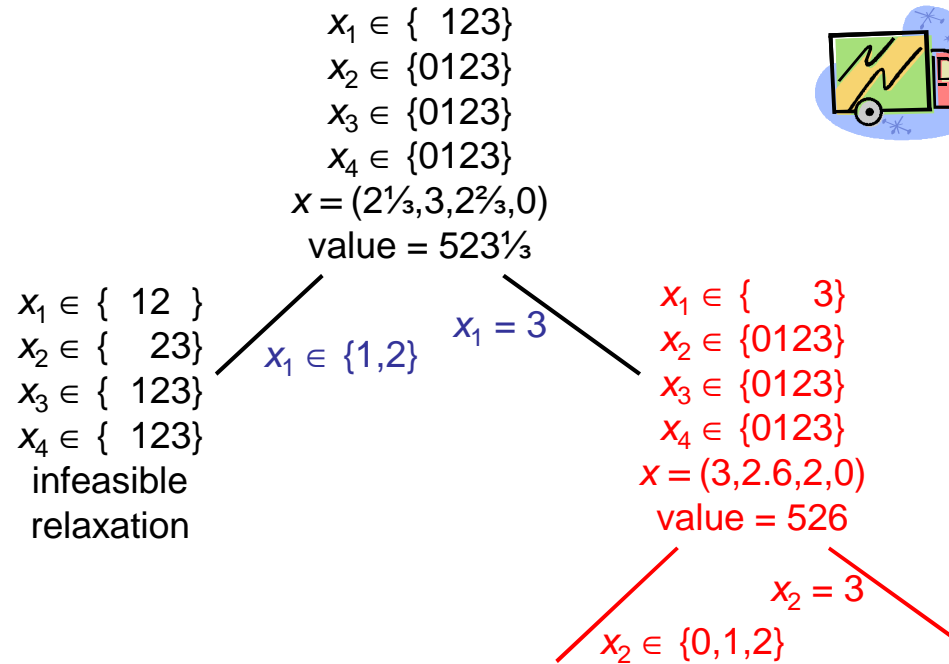 x₁ ∈ {   123}
x₂ ∈ {0123}
x₃ ∈ {0123}
x₄ ∈ {0123}
x = (2⅓,3,2⅔,0)
value = 523⅓
x₁ ∈ {1,2}
x₁ = 3
x₁ ∈ {   12  }
x₂ ∈ {     23}
x₃ ∈ {   123}
x₄ ∈ {   123}
infeasible
relaxation
x₁ ∈ {       3}
x₂ ∈ {0123}
x₃ ∈ {0123}
x₄ ∈ {0123}
x = (3,2.6,2,0)
value = 526
x₂ ∈ {0,1,2}
x₂ = 3